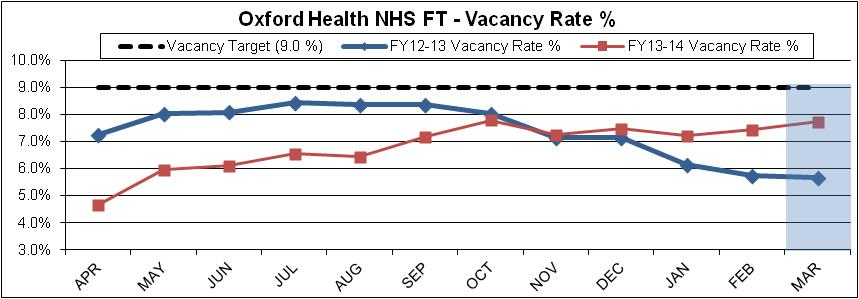 Oxford Health NHS FT - Vacancy Rate %
Vacancy Target (9.0 %) FY12-13 Vacancy Rate % FY13-14 Vacancy Rate %
10.0%
9.0%
8.0%
7.0%
6.0%
5.0%
4.0%
3.0%
APR MAY JUN JUL AUG SEP OCT NOV DEC JAN FEB MAR